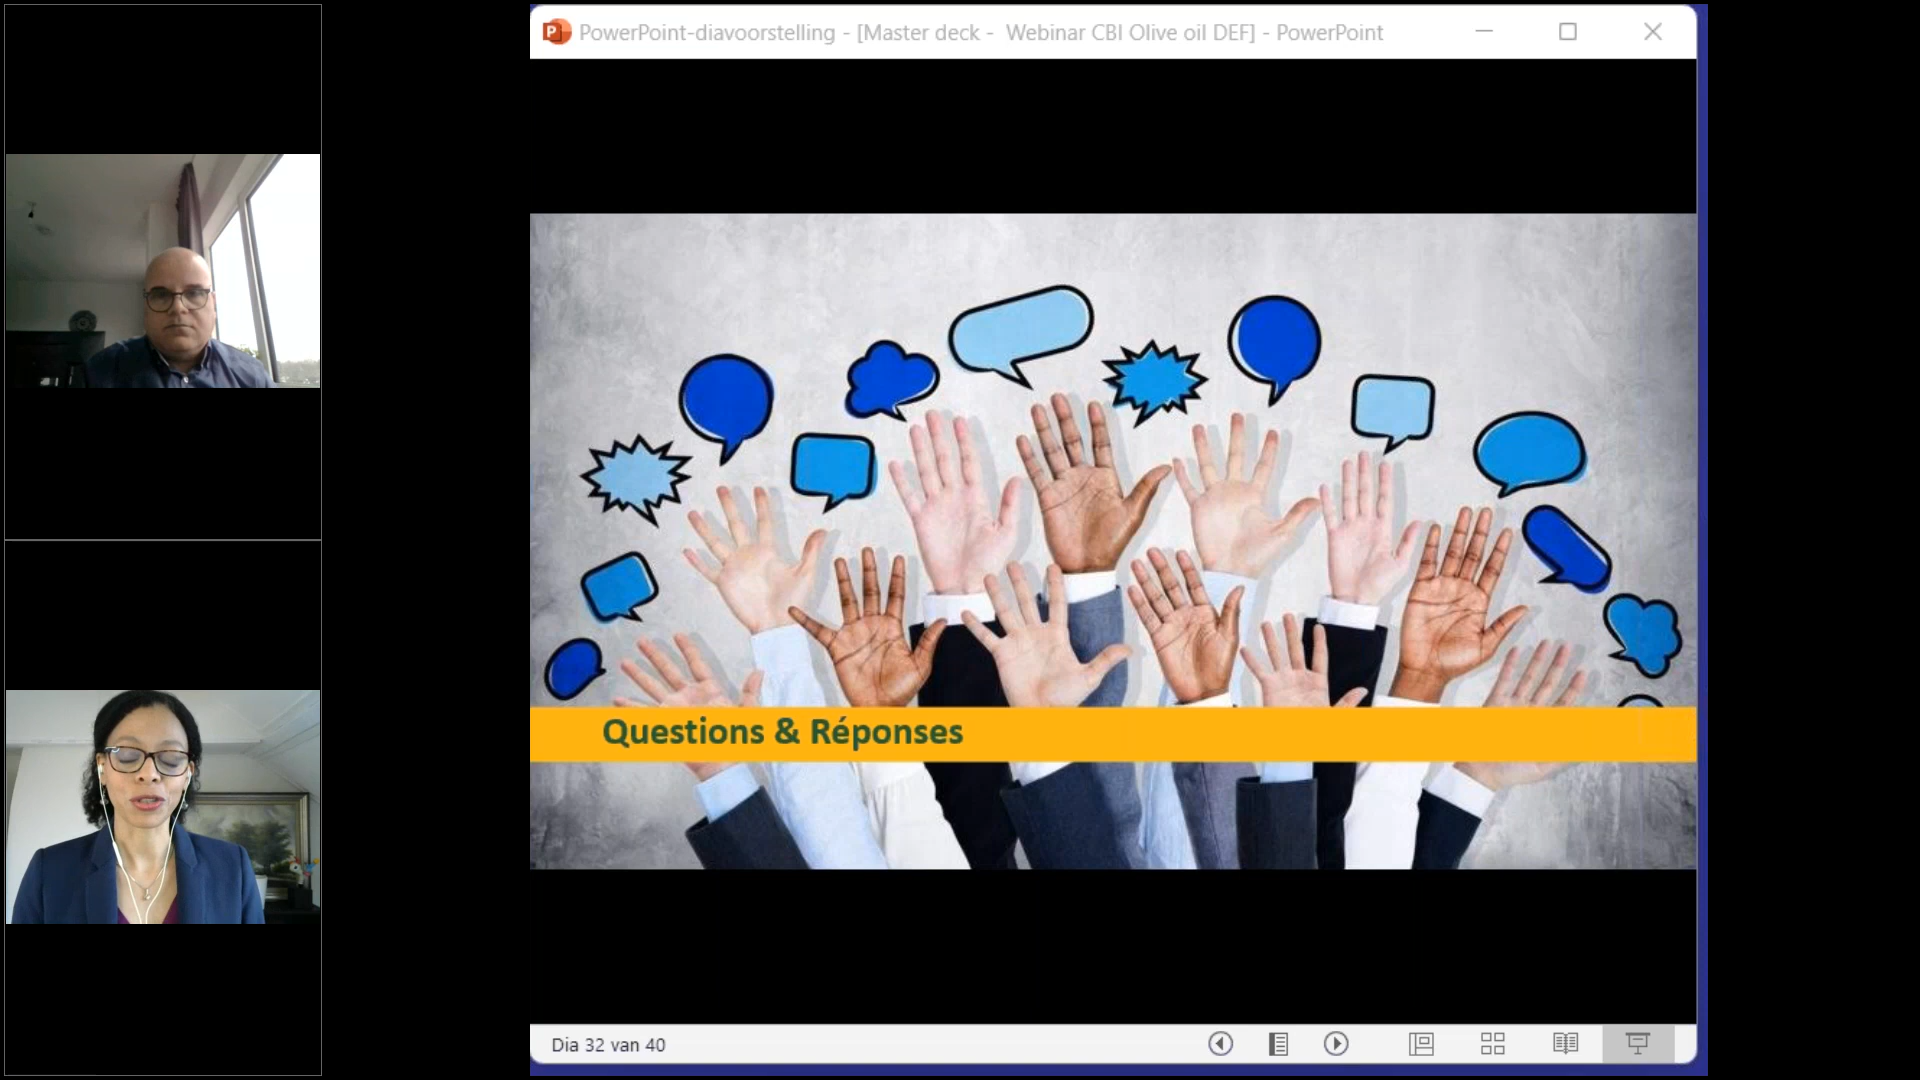 PowerPoint-diavoorstelling - [Master deck -  Webinar CBI Olive oil DEF] - PowerPoint
Questions & Réponses
Dia 32 van 40